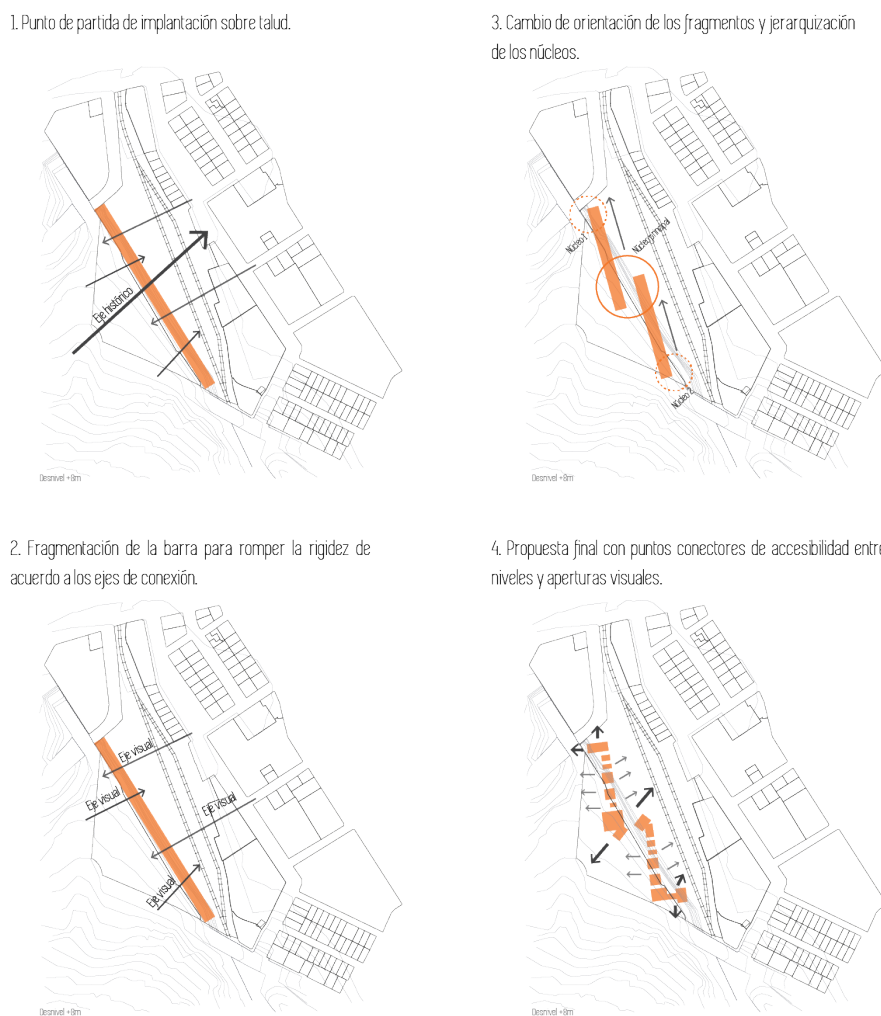 1. Punto de partida de implantación sobre talud.
Eje histórico
Desnivel +8m
3. Cambio de orientación de los fragmentos y jerarquización
de los núcleos.
Núcleo 1
Núcleo principal
Núcleo 2
Desnivel +8m
2. Fragmentación de la barra para romper la rigidez de
acuerdo a los ejes de conexión.
Eje visual
Eje visual
Eje visual
Eje visual
Desnivel +8m
4. Propuesta final con puntos conectores de accesibilidad entre
niveles y aperturas visuales.
Desnivel +8m